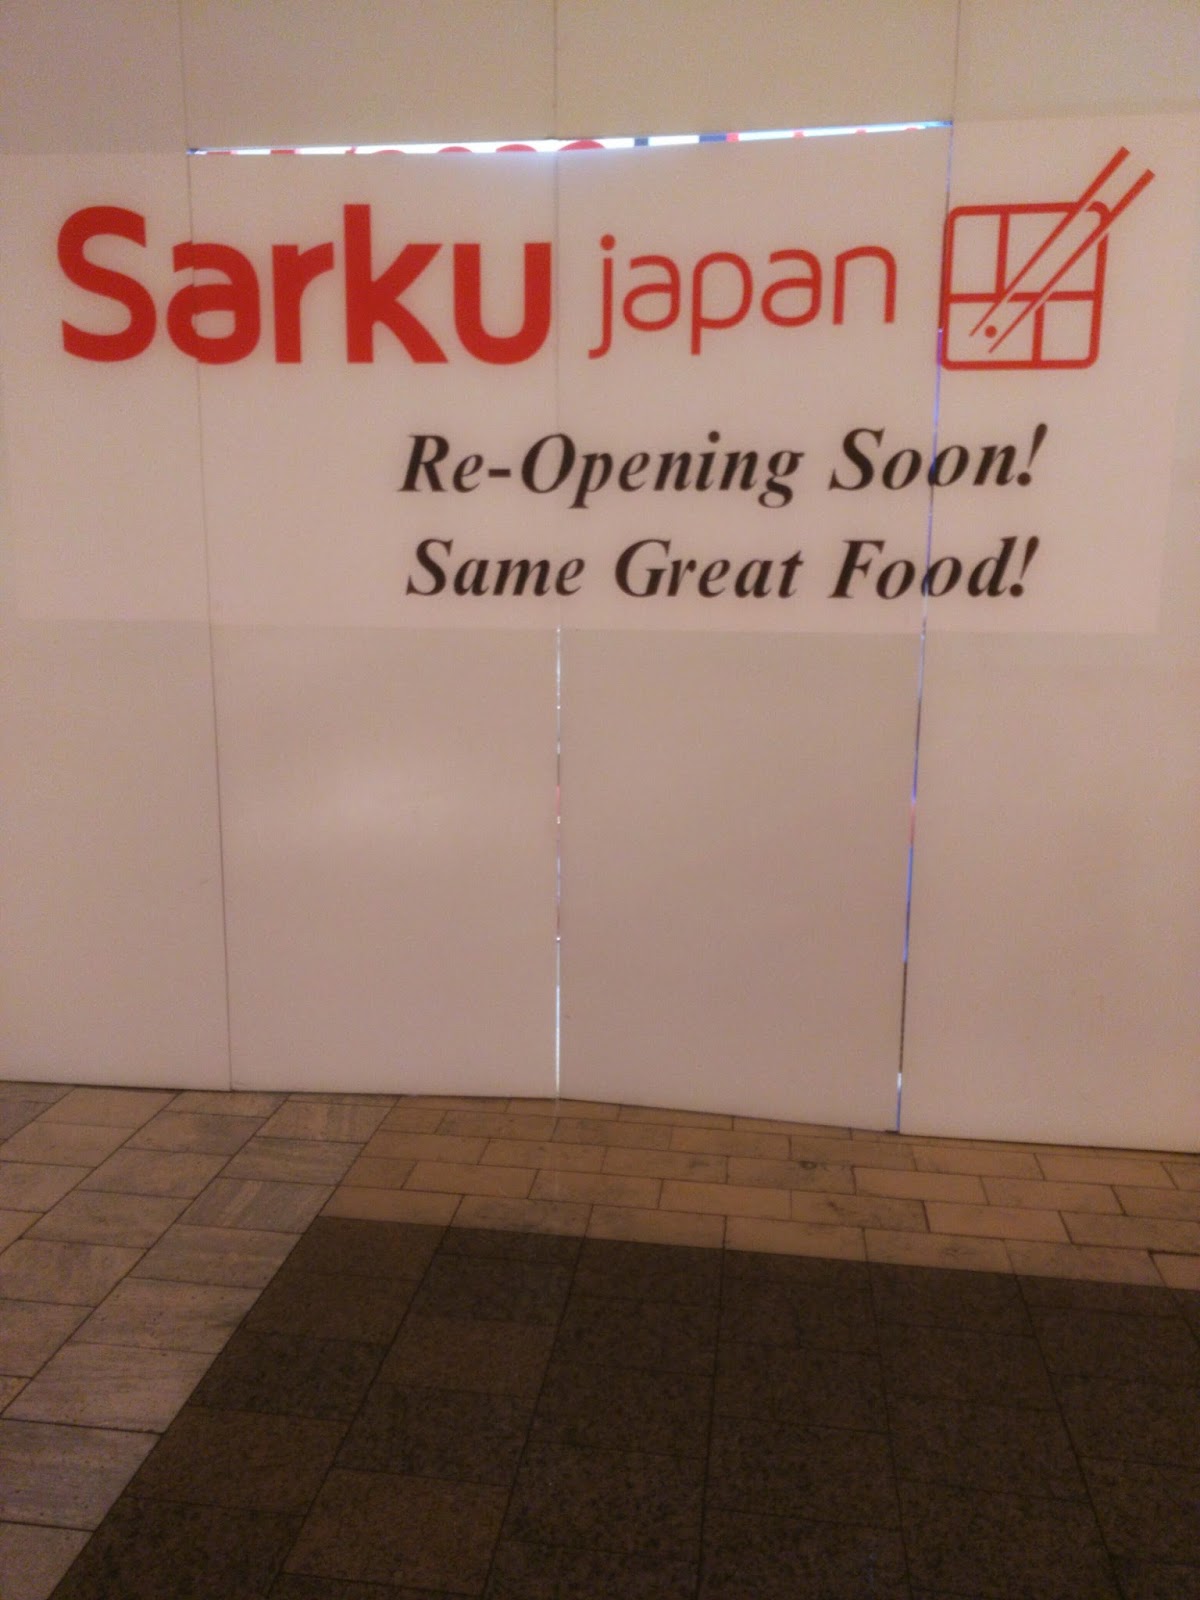 Sarku japan
Re-Opening Soon!
Same Great Food!